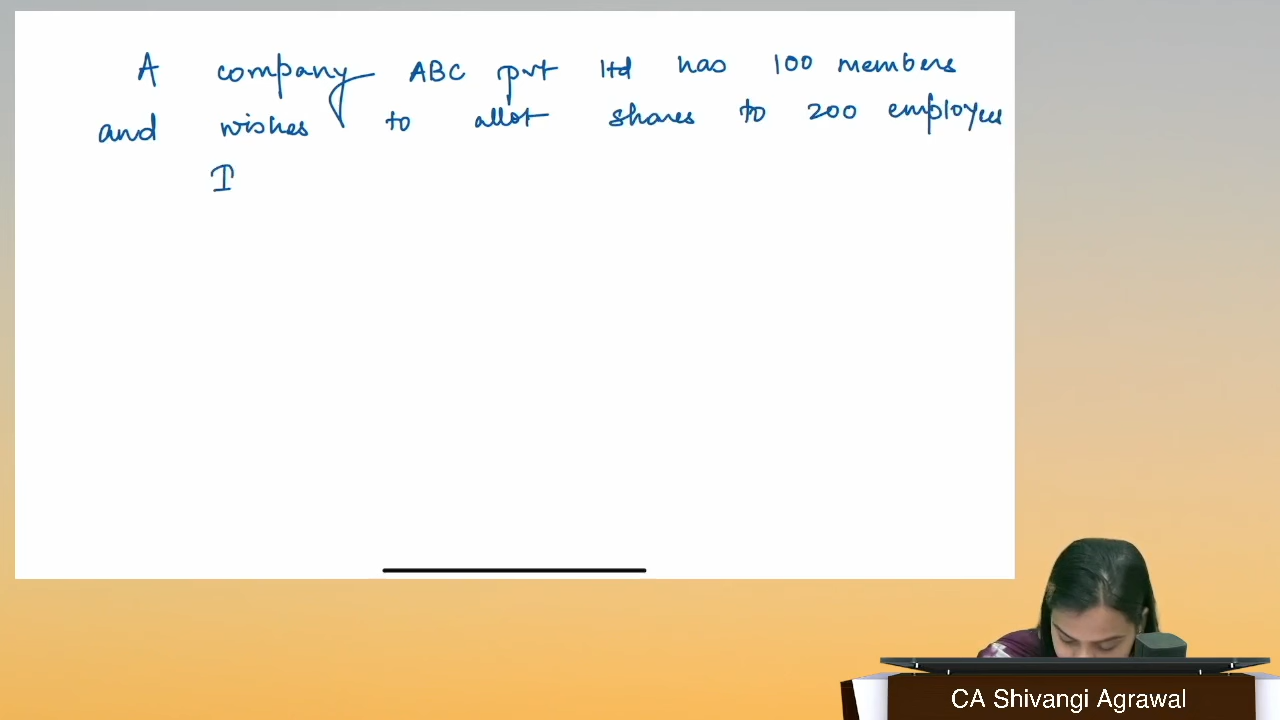 A company ABC pvt ltd has 100 members
and wishes to allot shares to 200 employees
I
CA Shivangi Agrawal